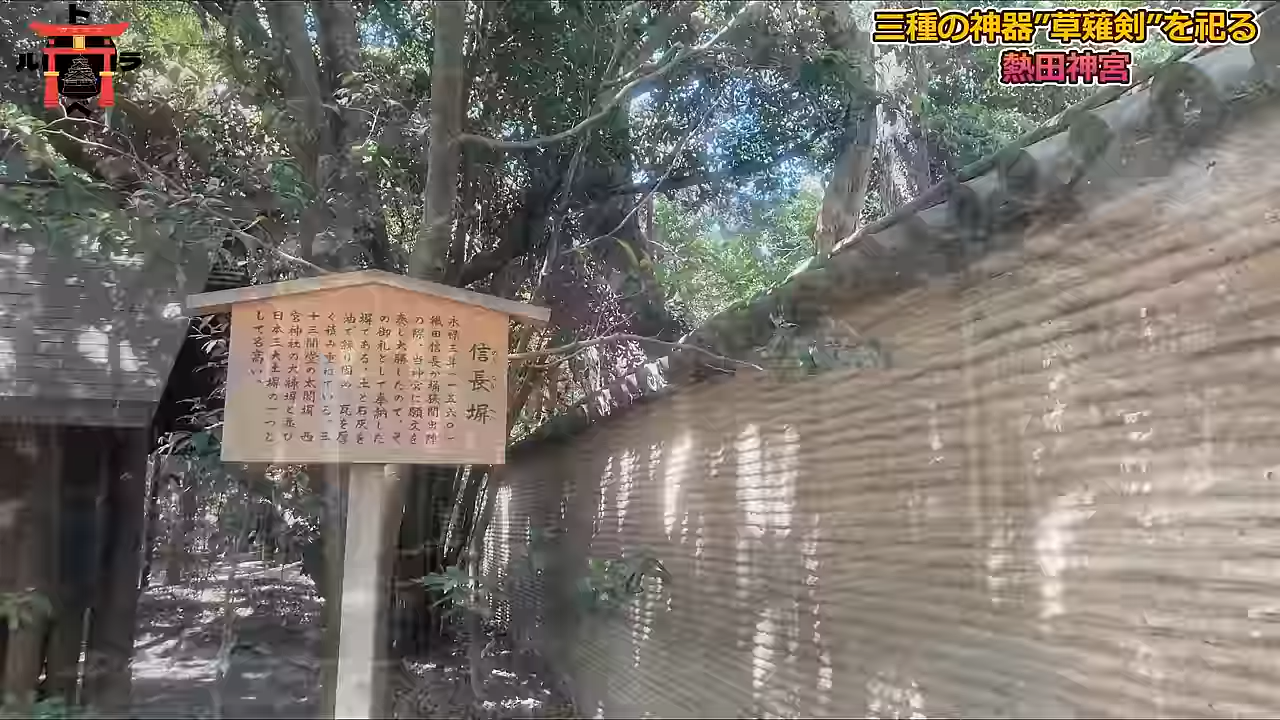 トラベル
三種の神器”草薙剣”を祀る
熱田神宮
信長塀
永禄三年(一五六〇)
織田信長が桶狭間出陣
の際、当神宮に願文を
奏し大勝したので、そ
の御礼として奉納した
塀である。土と石灰を
油で練り固め、瓦を厚
く積み重ねている。三
十三間堂の太閤塀、西
宮神社の大練塀と並び
日本三大土塀の一つと
して名高い。